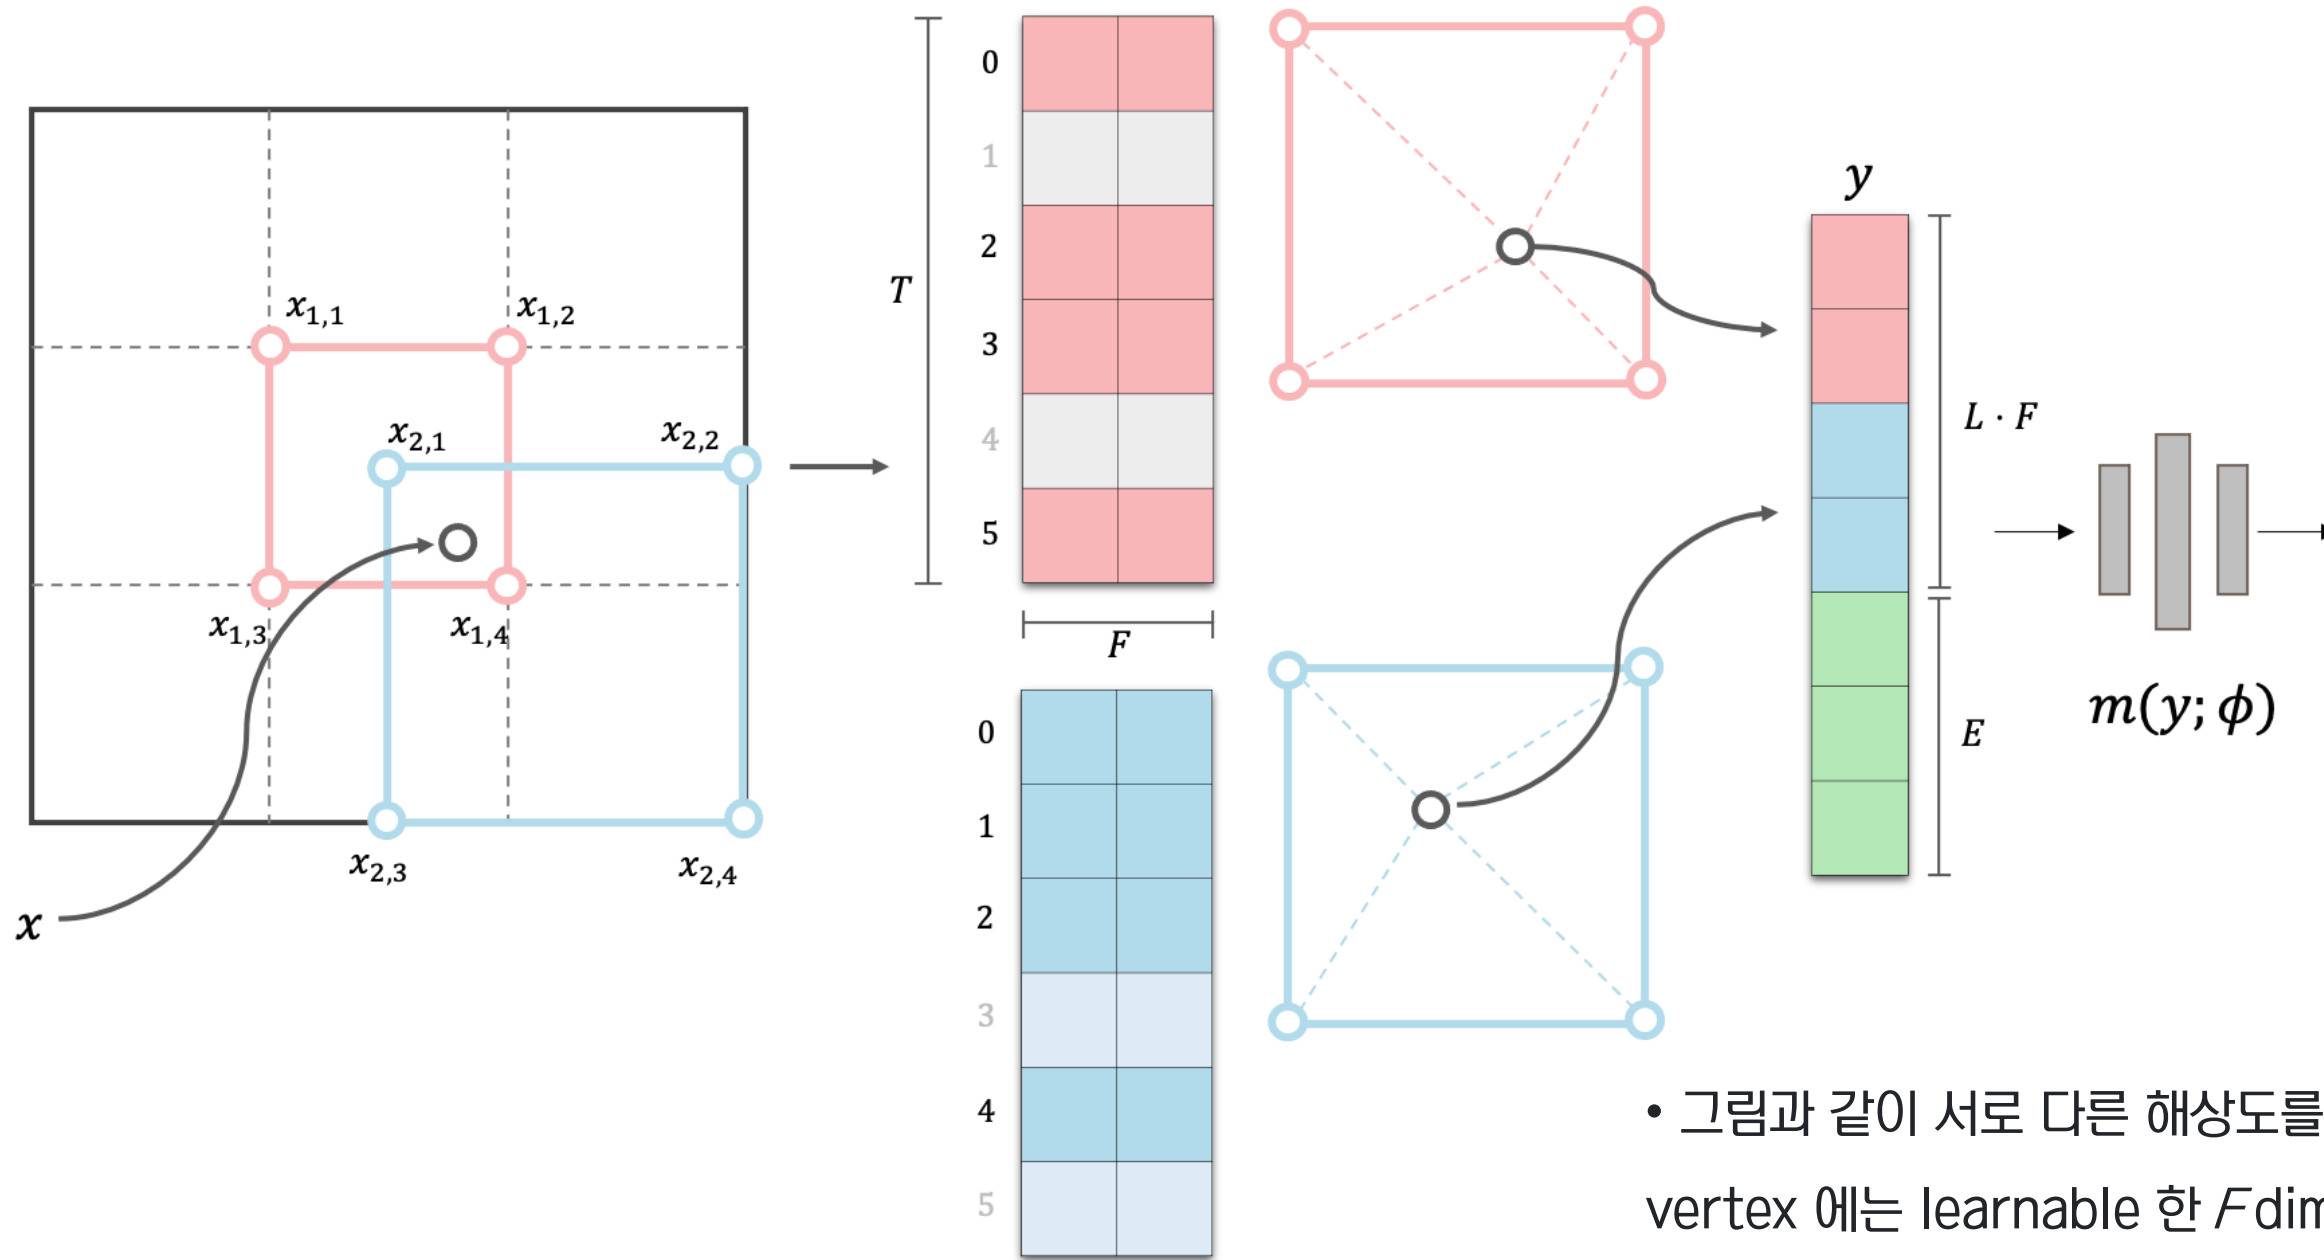 x₁,₁
x₁,₂
x₂,₁
x₂,₂
x₁,₃
x₁,₄
x₂,₃
x₂,₄
x
T
0
1
2
3
4
5
F
0
1
2
3
4
5
y
L · F
E
m(y; ϕ)
• 그림과 같이 서로 다른 해상도를
vertex 에는 learnable 한 F